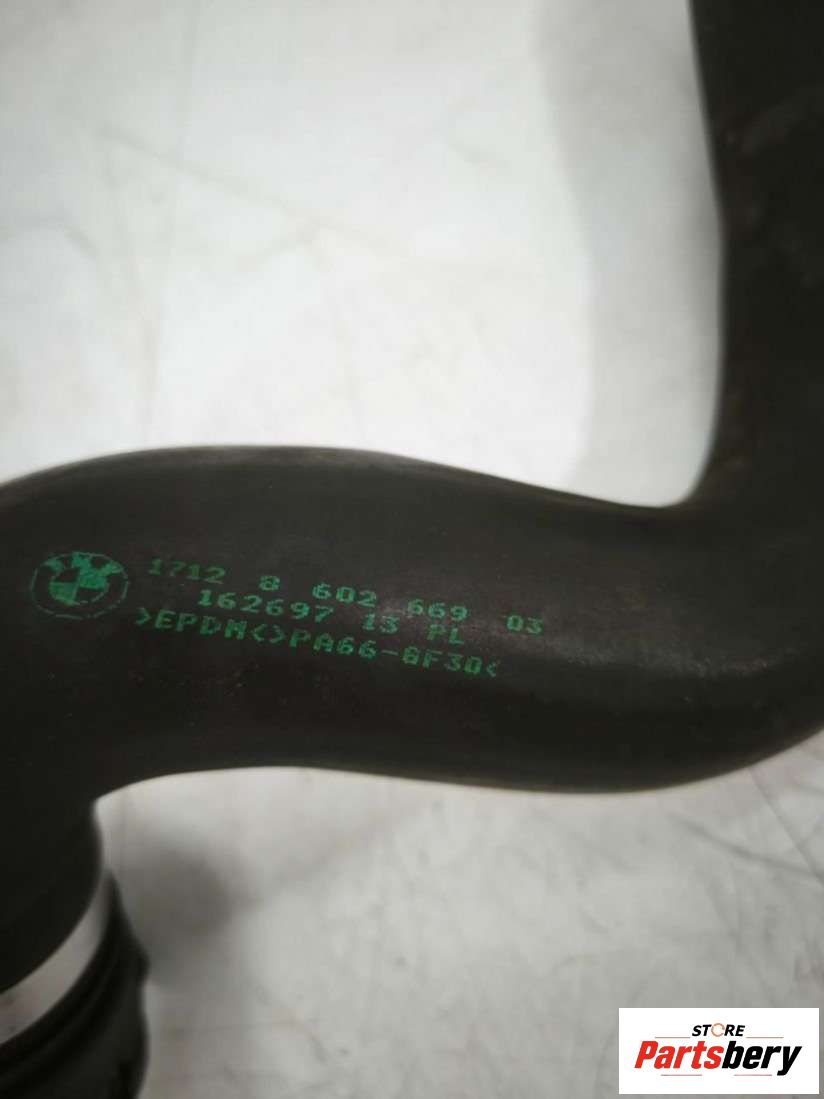 1712 8 602 669 03
162697 13 PL
>EPDM<>PA66-GF30<
STORE
Partsbery